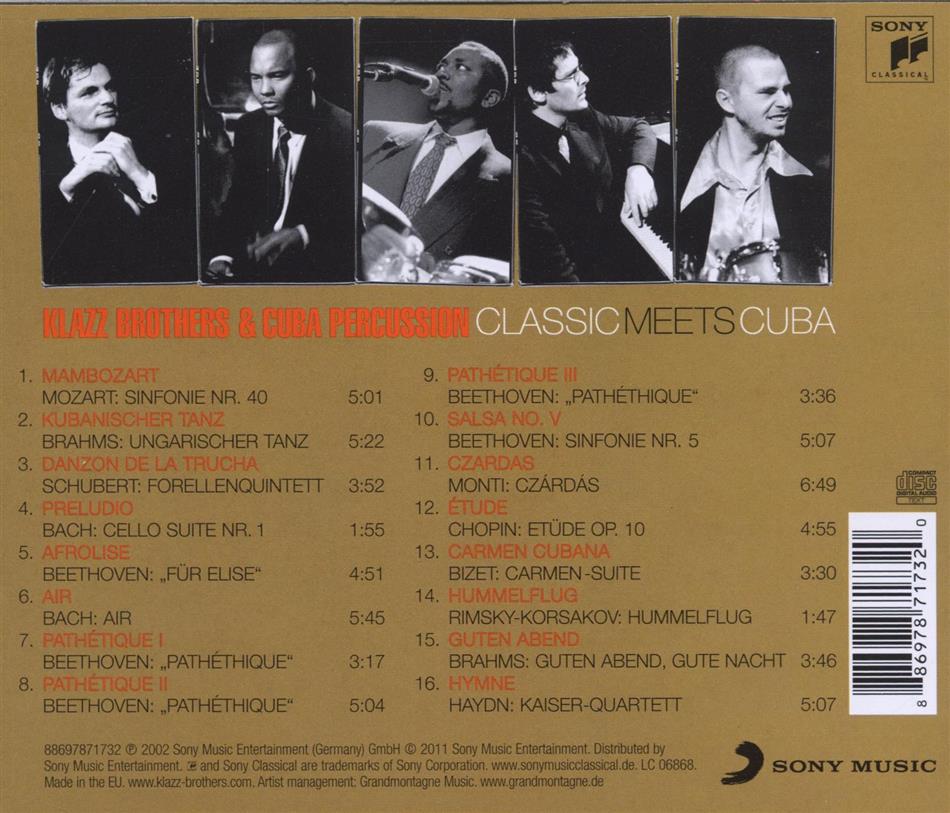 SONY
CLASSICAL
KLAZZ BROTHERS & CUBA PERCUSSION CLASSICMEETSCUBA
1. MAMBOZART
MOZART: SINFONIE NR. 40 5:01
2. KUBANISCHER TANZ
BRAHMS: UNGARISCHER TANZ 5:22
3. DANZON DE LA TRUCHA
SCHUBERT: FORELLENQUINTETT 3:52
4. PRELUDIO
BACH: CELLO SUITE NR. 1 1:55
5. AFROLISE
BEETHOVEN: „FÜR ELISE“ 4:51
6. AIR
BACH: AIR 5:45
7. PATHÉTIQUE I
BEETHOVEN: „PATHÉTHIQUE“ 3:17
8. PATHÉTIQUE II
BEETHOVEN: „PATHÉTHIQUE“ 5:04
9. PATHÉTIQUE III
BEETHOVEN: „PATHÉTHIQUE“ 3:36
10. SALSA NO. V
BEETHOVEN: SINFONIE NR. 5 5:07
11. CZARDAS
MONTI: CZÁRDÁS 6:49
12. ÉTUDE
CHOPIN: ETÜDE OP. 10 4:55
13. CARMEN CUBANA
BIZET: CARMEN-SUITE 3:30
14. HUMMELFLUG
RIMSKY-KORSAKOV: HUMMELFLUG 1:47
15. GUTEN ABEND
BRAHMS: GUTEN ABEND, GUTE NACHT 3:46
16. HYMNE
HAYDN: KAISER-QUARTETT 5:07
COMPACT
disc
DIGITAL AUDIO
TEXT
8 86978 71732 0
88697871732 ℗ 2002 Sony Music Entertainment (Germany) GmbH © 2011 Sony Music Entertainment. Distributed by
Sony Music Entertainment. and Sony Classical are trademarks of Sony Corporation. www.sonymusicclassical.de. LC 06868.
Made in the EU. www.klazz-brothers.com. Artist management: Grandmontagne Music. www.grandmontagne.de
SONY MUSIC